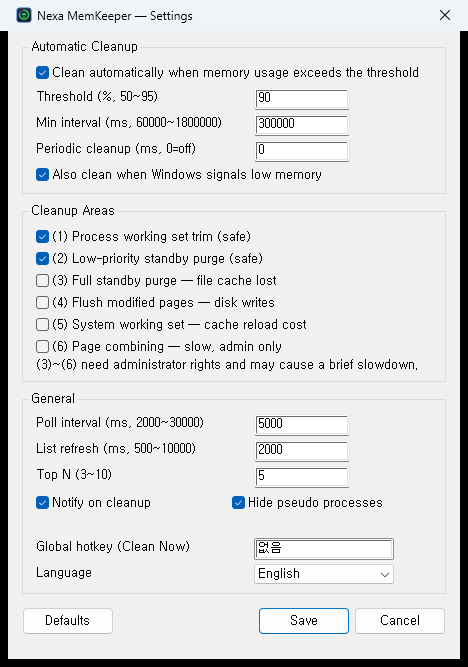 Nexa MemKeeper — Settings
Automatic Cleanup
Clean automatically when memory usage exceeds the threshold
Threshold (%, 50~95) 90
Min interval (ms, 60000~1800000) 300000
Periodic cleanup (ms, 0=off) 0
Also clean when Windows signals low memory
Cleanup Areas
(1) Process working set trim (safe)
(2) Low-priority standby purge (safe)
(3) Full standby purge — file cache lost
(4) Flush modified pages — disk writes
(5) System working set — cache reload cost
(6) Page combining — slow, admin only
(3)~(6) need administrator rights and may cause a brief slowdown.
General
Poll interval (ms, 2000~30000) 5000
List refresh (ms, 500~10000) 2000
Top N (3~10) 5
Notify on cleanup Hide pseudo processes
Global hotkey (Clean Now) 없음
Language English
Defaults Save Cancel